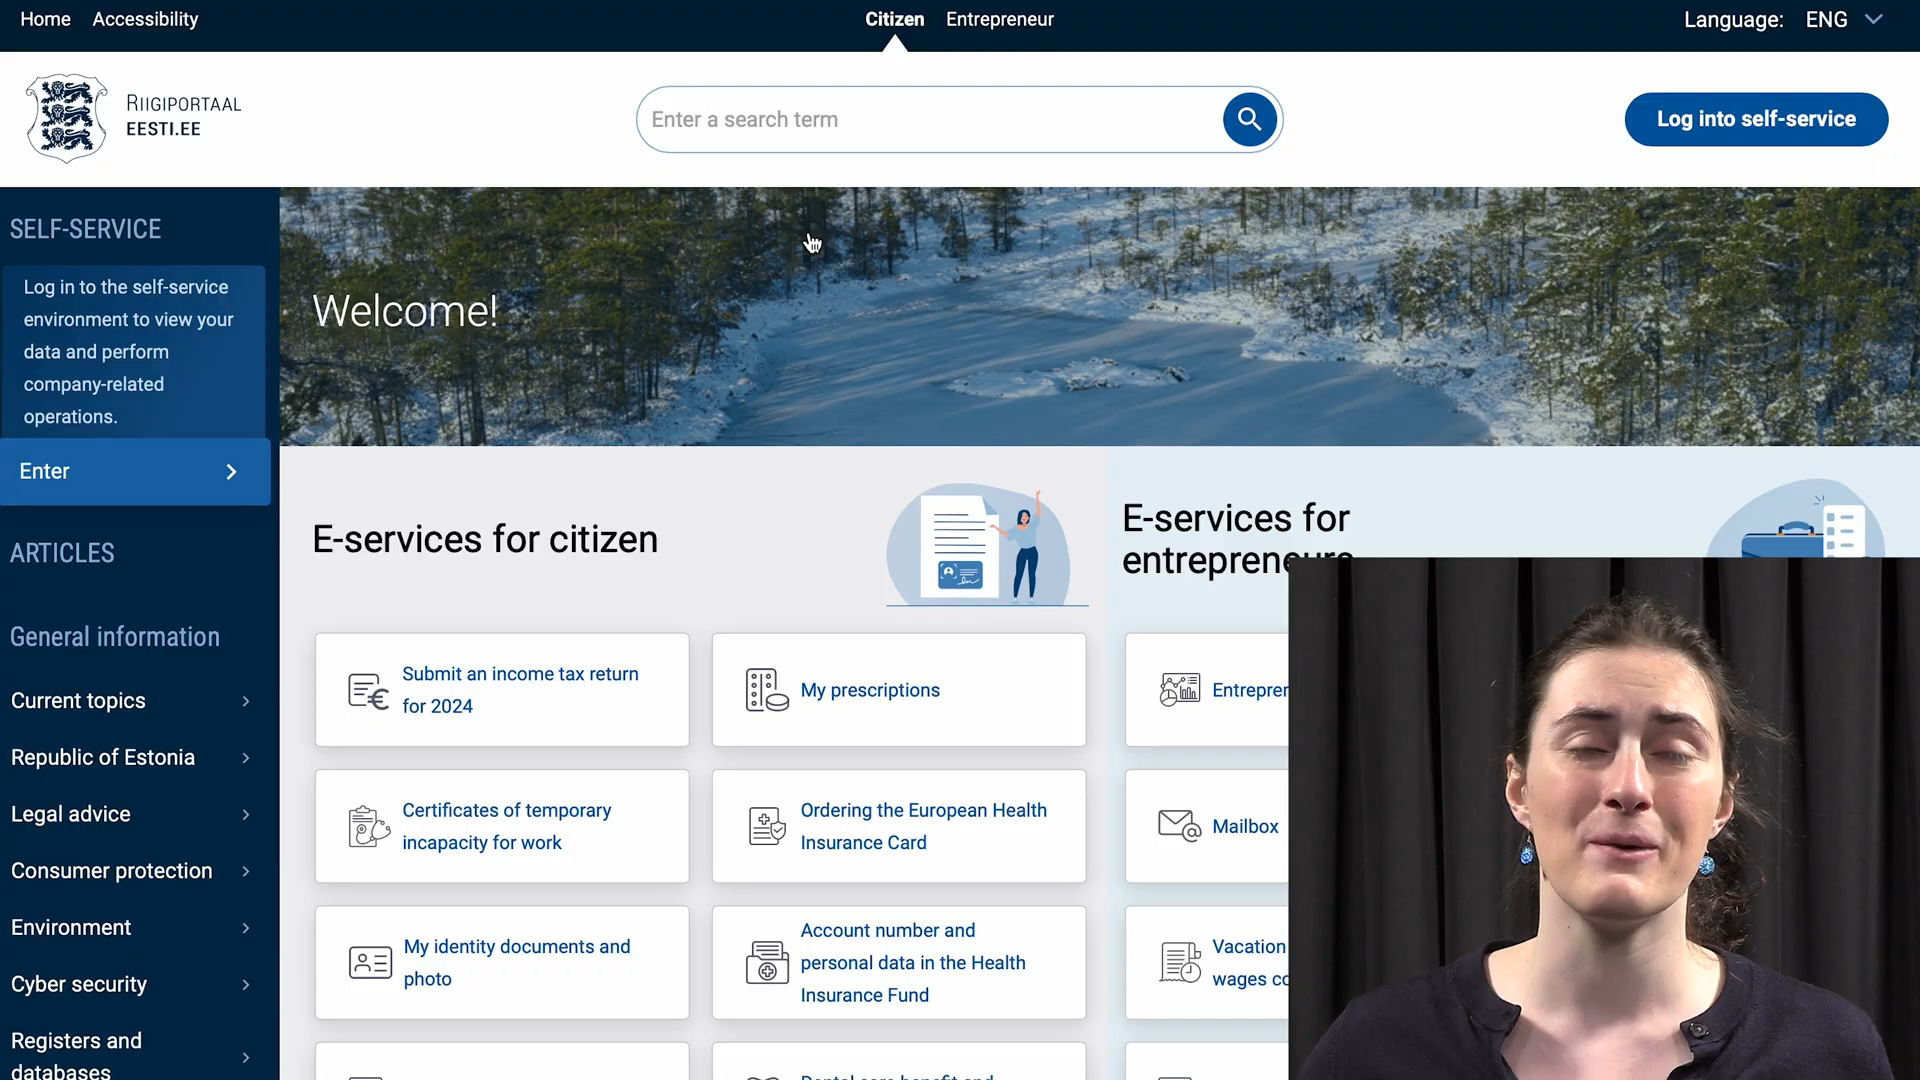 Home Accessibility
Citizen Entrepreneur
Language: ENG
RIIGIPORTAAL
EESTI.EE
Enter a search term
Log into self-service
SELF-SERVICE
Log in to the self-service
environment to view your
data and perform
company-related
operations.
Enter
ARTICLES
General information
Current topics
Republic of Estonia
Legal advice
Consumer protection
Environment
Cyber security
Registers and
databases
Welcome!
E-services for citizen
Submit an income tax return
for 2024
My prescriptions
Certificates of temporary
incapacity for work
Ordering the European Health
Insurance Card
My identity documents and
photo
Account number and
personal data in the Health
Insurance Fund
E-services for
entrepreneurs
Mailbox
Vacation
wages